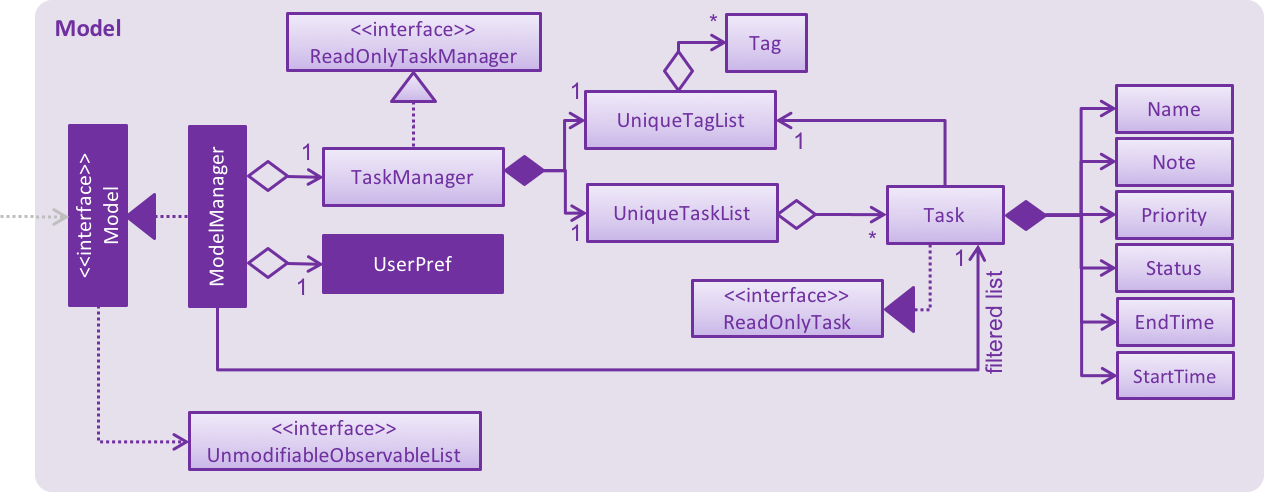 Model
<<interface>>
ReadOnlyTaskManager
*
Tag
1
UniqueTagList
1
Name
Note
Priority
Status
EndTime
StartTime
<<interface>>
Model
ModelManager
1
TaskManager
1
UserPref
UniqueTaskList
1
*
Task
1
filtered list
<<interface>>
ReadOnlyTask
<<interface>>
UnmodifiableObservableList